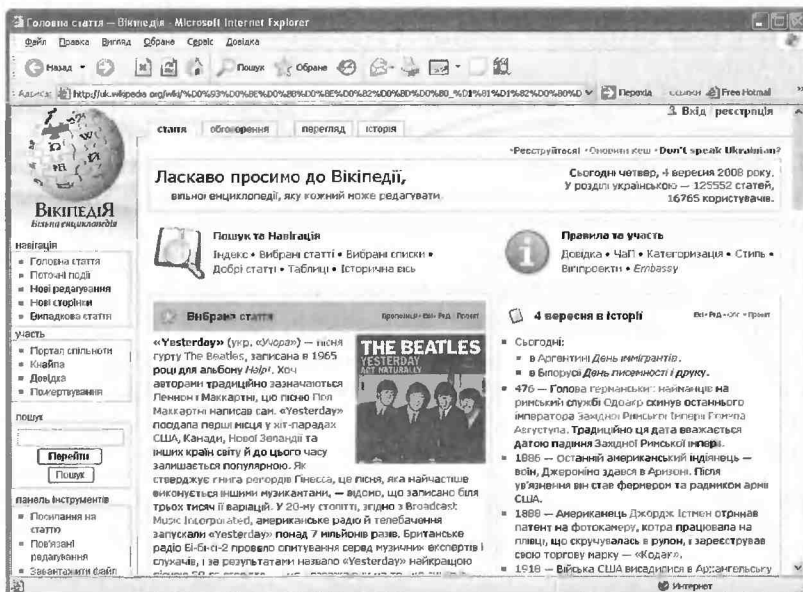 Головна стаття — Вікіпедія - Microsoft Internet Explorer
Файл Правка Вигляд Обране Сервіс Довідка
Назад Пошук Обране
Адреса: Перехід Free Hotmail
Вхід реєстрація
стаття обговорення перегляд історія
•Реєструйтеся! •Оновити кеш •Don't speak Ukrainian?
ВІКІПЕДІЯ
Вільна енциклопедія
навігація
Головна стаття
Поточні події
Нові редагування
Нові сторінки
Випадкова стаття
участь
Портал спільноти
Кнайпа
Довідка
Пожертвування
пошук
Перейти
Пошук
панель інструментів
Посилання на
статтю
Пов'язані
редагування
Завантажити файл
Ласкаво просимо до Вікіпедії,
вільної енциклопедії, яку кожний може редагувати.
Сьогодні четвер, 4 вересня 2008 року.
У розділі українською — 125552 статей,
16765 користувачів.
Пошук та Навігація
Індекс • Вибрані статті • Вибрані списки •
Добрі статті • Таблиці • Історична вісь
Правила та участь
Довідка • ЧаП • Категоризація • Стиль •
Вікіпроекти • Embassy
Вибрана стаття
«Yesterday» (укр. «Учора») — пісня
гурту The Beatles, записана в 1965
році для альбому Help!. Хоч
авторами традиційно зазначаються
Леннон і Маккартні, цю пісню Пол
Маккартні написав сам. «Yesterday»
посідала перші місця у хіт-парадах
США, Канади, Нової Зеландії та
інших країн світу й до цього часу
залишається популярною. Як
стверджує книга рекордів Гінесса, це пісня, яка найчастіше
виконується іншими музикантами, — відомо, що записано біля
трьох тисяч її варіацій. У 20-му столітті, згідно з Broadcast
Music Incorporated, американське радіо й телебачення
запускали «Yesterday» понад 7 мільйонів разів. Британське
радіо Бі-бі-сі-2 провело опитування серед музичних експертів і
слухачів, і за результатами назвало «Yesterday» найкращою
THE BEATLES
YESTERDAY
ACT NATURALLY
4 вересня в історії
Сьогодні:
в Аргентині День іммігрантів.
в Білорусі День писемності і друку.
476 — Голова германських найманців на
римській службі Одоакр скинув останнього
імператора Західної Римської Імперії Ромула
Августула. Традиційно ця дата вважається
датою падіння Західної Римської імперії.
1886 — Останній американський індіянець —
воїн, Джеронімо здався в Аризоні. Після
ув'язнення він став фермером та радником армії
США.
1888 — Американець Джордж Істмен отримав
патент на фотокамеру, котра працювала на
плівці, що скручувалась в рулон, і зареєстрував
свою торгову марку — «Кодак».
1918 — Війська США висадилися в Архангельську
Интернет